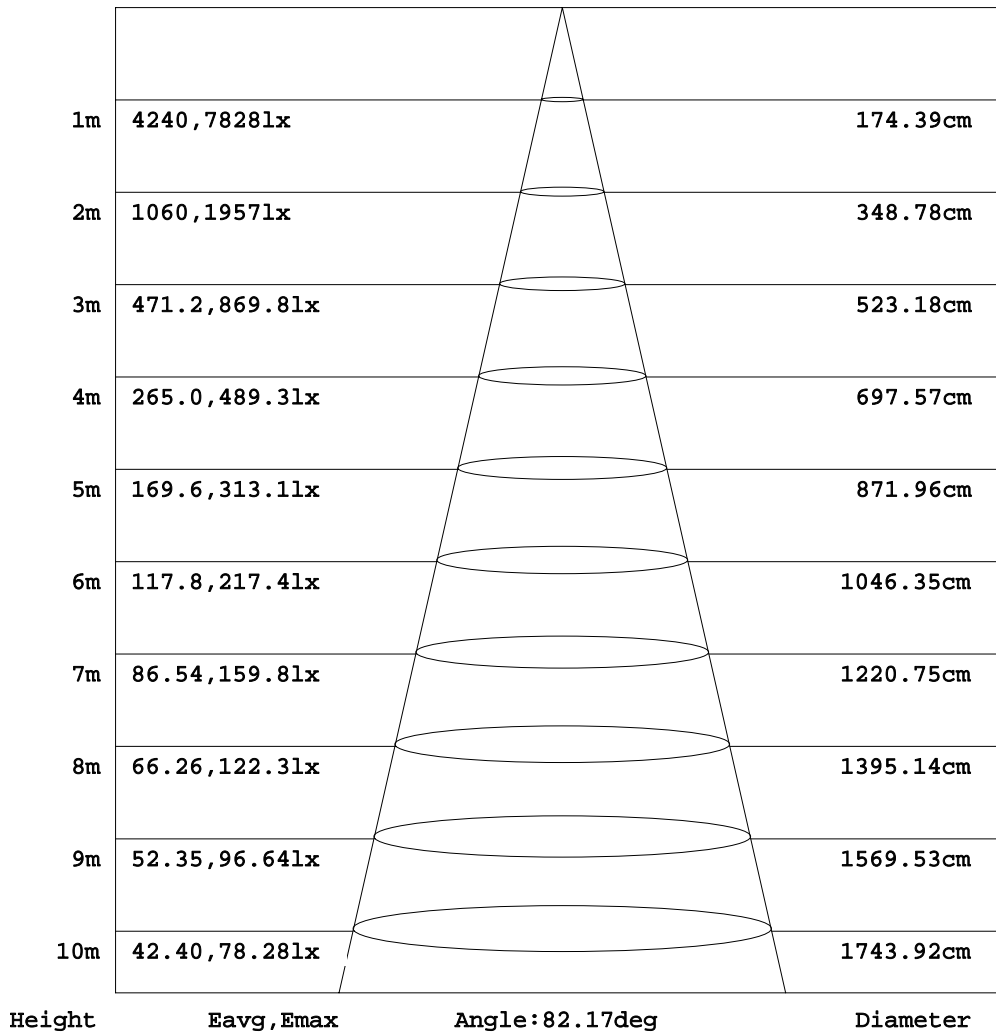 1m 4240,7828lx 174.39cm
2m 1060,1957lx 348.78cm
3m 471.2,869.8lx 523.18cm
4m 265.0,489.3lx 697.57cm
5m 169.6,313.1lx 871.96cm
6m 117.8,217.4lx 1046.35cm
7m 86.54,159.8lx 1220.75cm
8m 66.26,122.3lx 1395.14cm
9m 52.35,96.64lx 1569.53cm
10m 42.40,78.28lx 1743.92cm
Height Eavg,Emax Angle:82.17deg Diameter